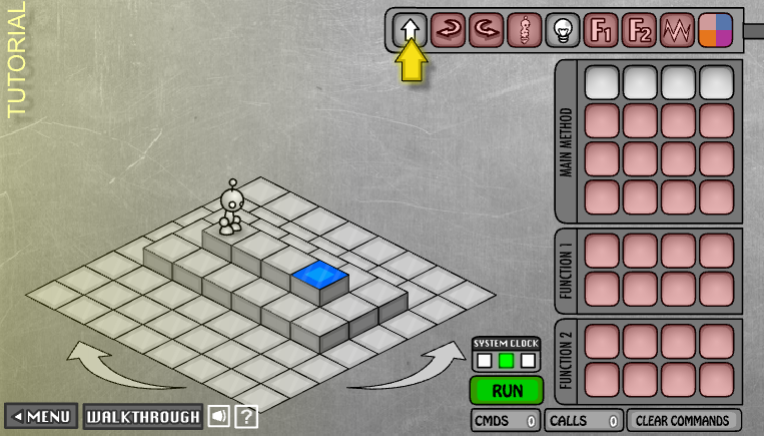 TUTORIAL
F1 F2
MAIN METHOD
FUNCTION 1
FUNCTION 2
SYSTEM CLOCK
RUN
MENU
WALKTHROUGH
?
CMDS 0
CALLS 0
CLEAR COMMANDS